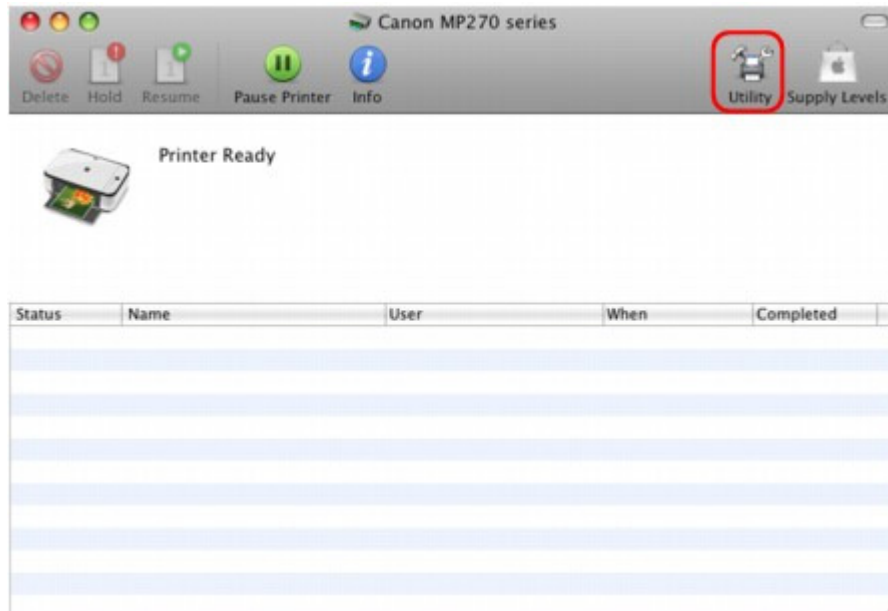 Canon MP270 series
Delete Hold Resume Pause Printer Info Utility Supply Levels
Printer Ready
Status Name User When Completed